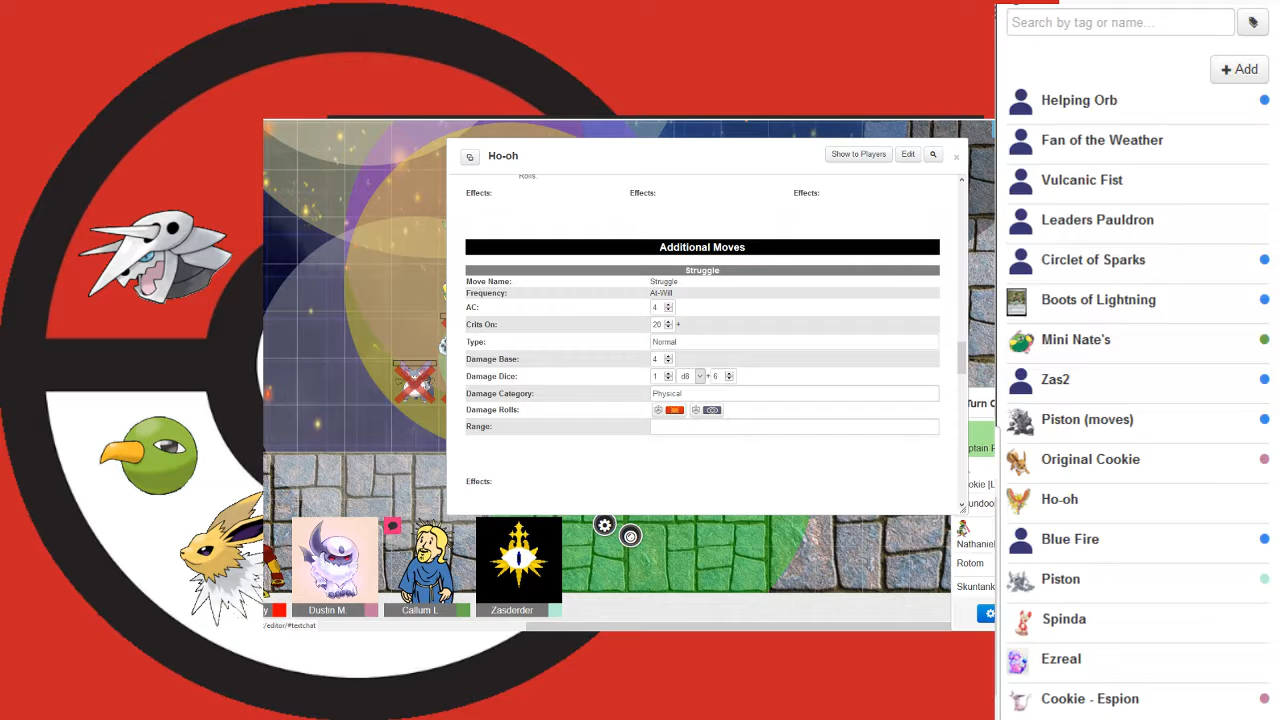 Search by tag or name...
Add
Helping Orb
Fan of the Weather
Vulcanic Fist
Leaders Pauldron
Circlet of Sparks
Boots of Lightning
Mini Nate's
Zas2
Piston (moves)
Original Cookie
Ho-oh
Blue Fire
Piston
Spinda
Ezreal
Cookie - Espion
Ho-oh
Show to Players Edit
Rolls.
Effects: Effects: Effects:
Additional Moves
Struggle
Move Name: Struggle
Frequency: At-Will
AC: 4
Crits On: 20 +
Type: Normal
Damage Base: 4
Damage Dice: 1 d8 + 6
Damage Category: Physical
Damage Rolls:
Range:
Effects:
Turn
Nathaniel
Rotom
Skuntank
Dustin M. Callum L. Zasderder
/editor/#textchat